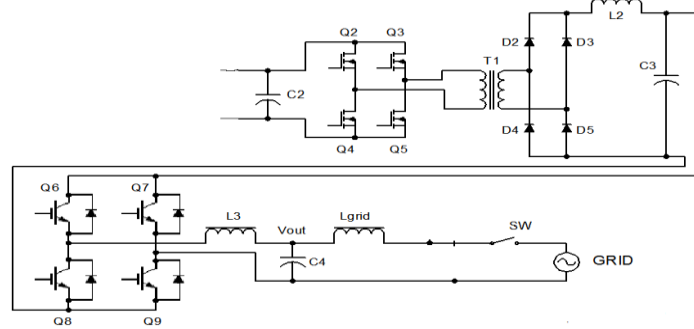 Q2 Q3
L2
D2 D3
T1
C2
C3
D4 D5
Q4 Q5
Q6 Q7
L3 Vout Lgrid SW
C4 GRID
Q8 Q9